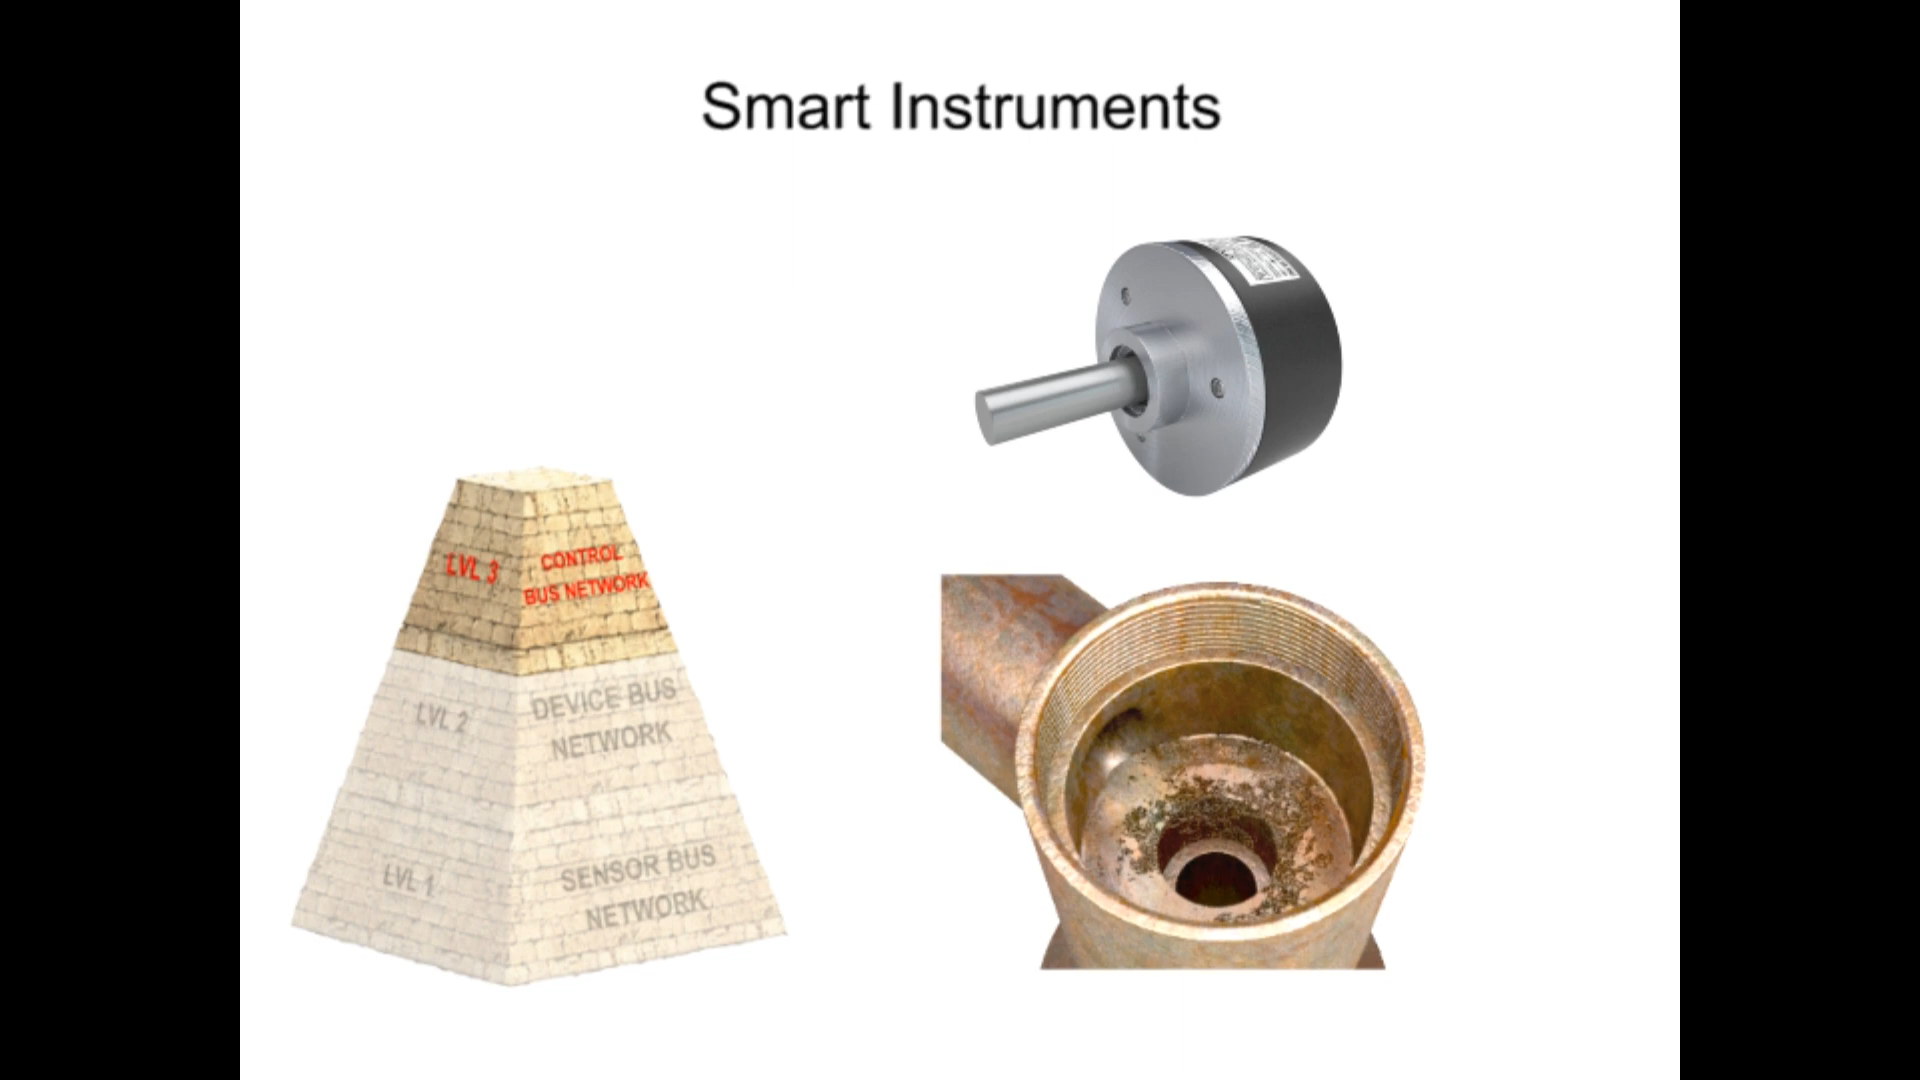 Smart Instruments
LVL 3
CONTROL
BUS NETWORK
LVL 2
DEVICE BUS
NETWORK
LVL 1
SENSOR BUS
NETWORK